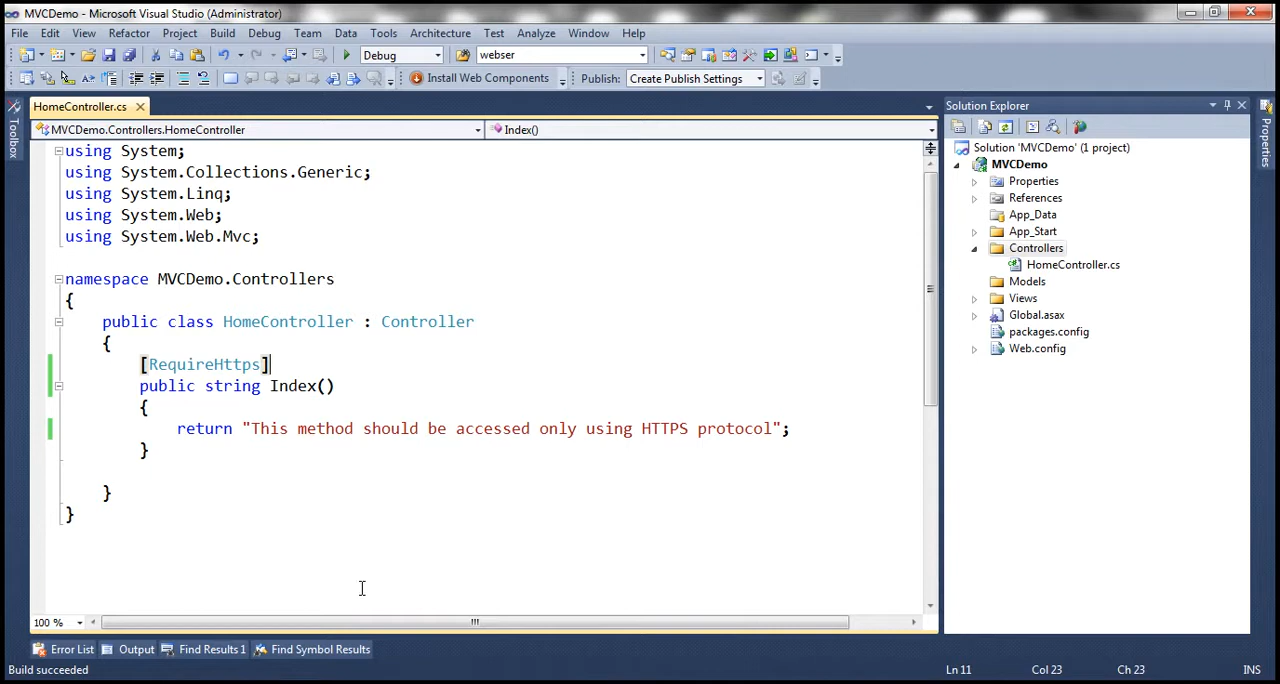 MVCDemo - Microsoft Visual Studio (Administrator)
File Edit View Refactor Project Build Debug Team Data Tools Architecture Test Analyze Window Help
Debug webser
Install Web Components Publish: Create Publish Settings
HomeController.cs
MVCDemo.Controllers.HomeController Index()
using System;
using System.Collections.Generic;
using System.Linq;
using System.Web;
using System.Web.Mvc;
namespace MVCDemo.Controllers
{
public class HomeController : Controller
{
[RequireHttps]
public string Index()
{
return "This method should be accessed only using HTTPS protocol";
}
}
}
100 %
Toolbox
Solution Explorer
Solution 'MVCDemo' (1 project)
MVCDemo
Properties
References
App_Data
App_Start
Controllers
HomeController.cs
Models
Views
Global.asax
packages.config
Web.config
Properties
Error List Output Find Results 1 Find Symbol Results
Build succeeded Ln 11 Col 23 Ch 23 INS